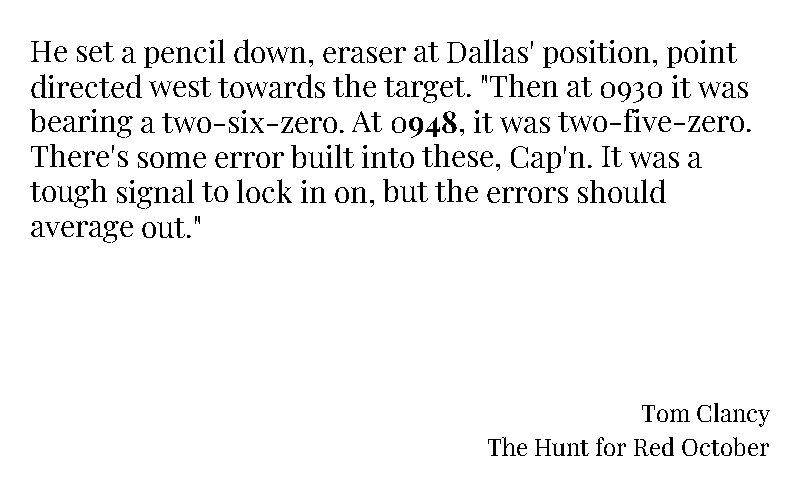 He set a pencil down, eraser at Dallas' position, point
directed west towards the target. "Then at 0930 it was
bearing a two-six-zero. At 0948, it was two-five-zero.
There's some error built into these, Cap'n. It was a
tough signal to lock in on, but the errors should
average out."
Tom Clancy
The Hunt for Red October